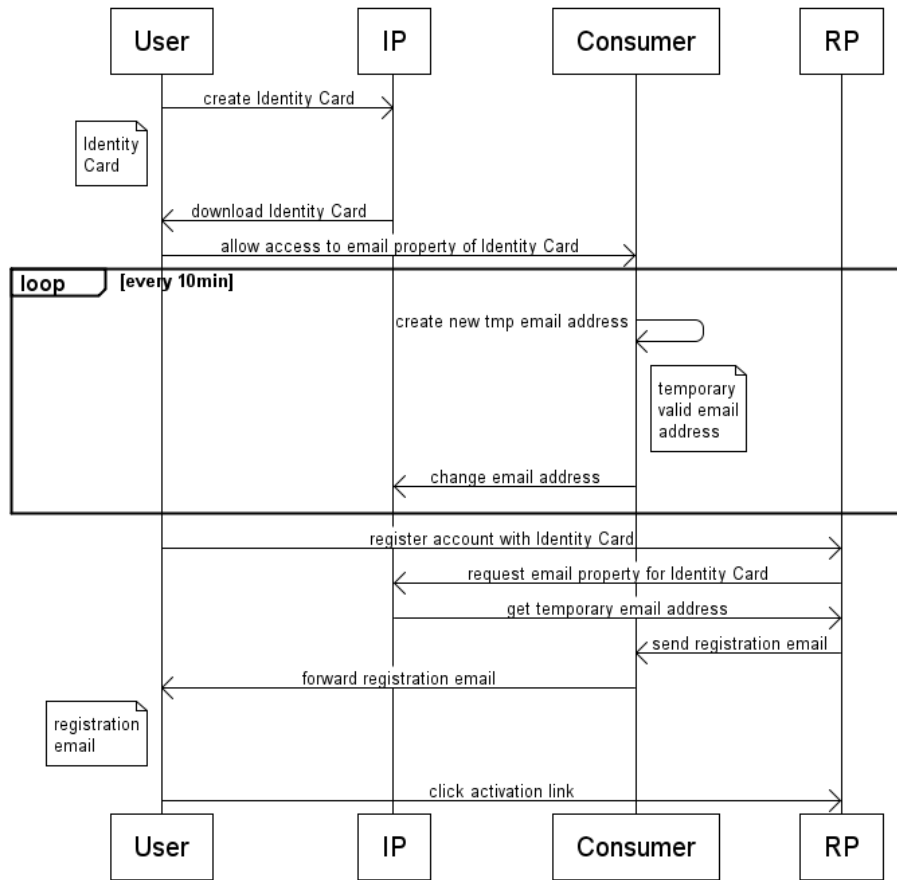 User
IP
Consumer
RP
create Identity Card
Identity
Card
download Identity Card
allow access to email property of Identity Card
loop
[every 10min]
create new tmp email address
temporary
valid email
address
change email address
register account with Identity Card
request email property for Identity Card
get temporary email address
send registration email
forward registration email
registration
email
click activation link
User
IP
Consumer
RP